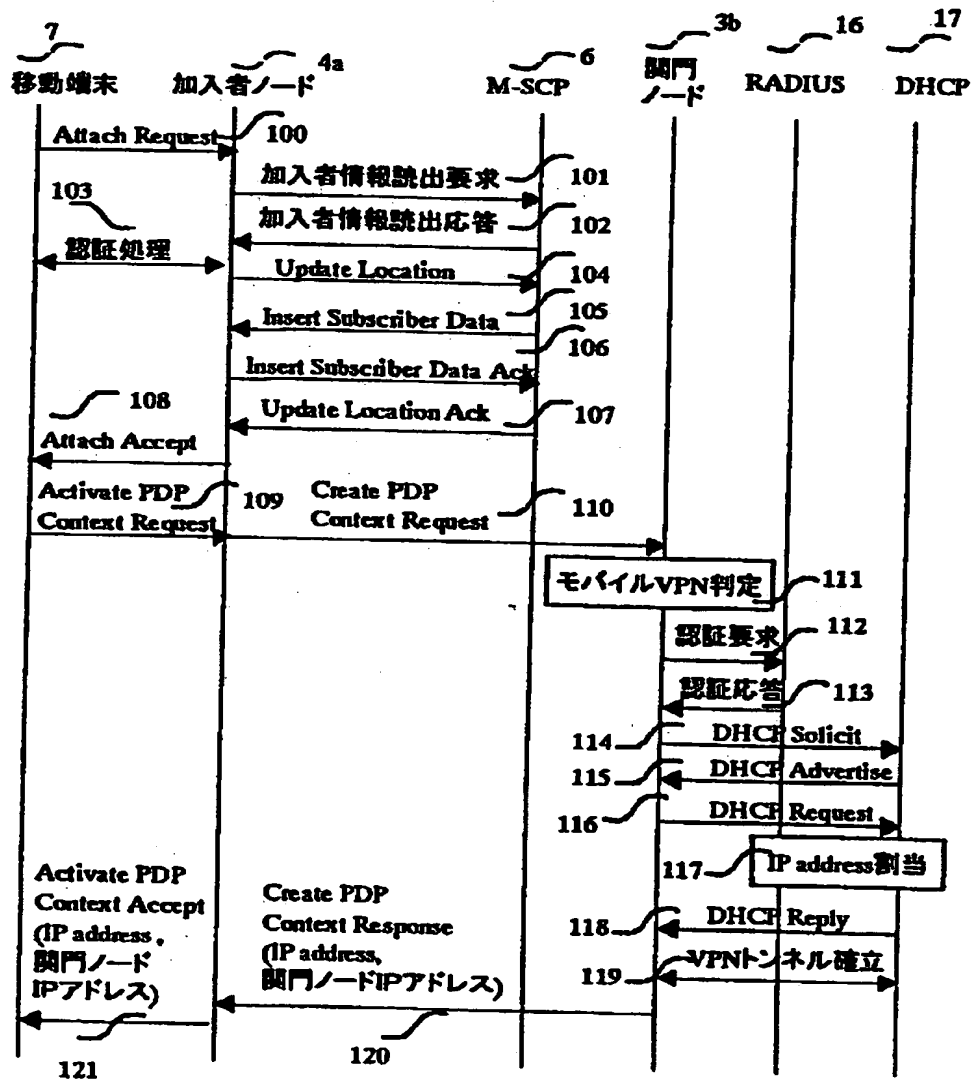 7
4a
6
3b
16
17
移動端末
加入者ノード
M-SCP
関門
ノード
RADIUS
DHCP
Attach Request
100
加入者情報読出要求
101
103
加入者情報読出応答
102
認証処理
Update Location
104
105
Insert Subscriber Data
106
Insert Subscriber Data Ack
108
Update Location Ack
107
Attach Accept
Activate PDP
Context Request
109
Create PDP
Context Request
110
モバイルVPN判定
111
認証要求
112
認証応答
113
114
DHCP Solicit
115
DHCP Advertise
116
DHCP Request
117
IP address割当
118
DHCP Reply
119
VPNトンネル確立
Activate PDP
Context Accept
(IP address,
関門ノード
IPアドレス)
Create PDP
Context Response
(IP address,
関門ノードIPアドレス)
121
120